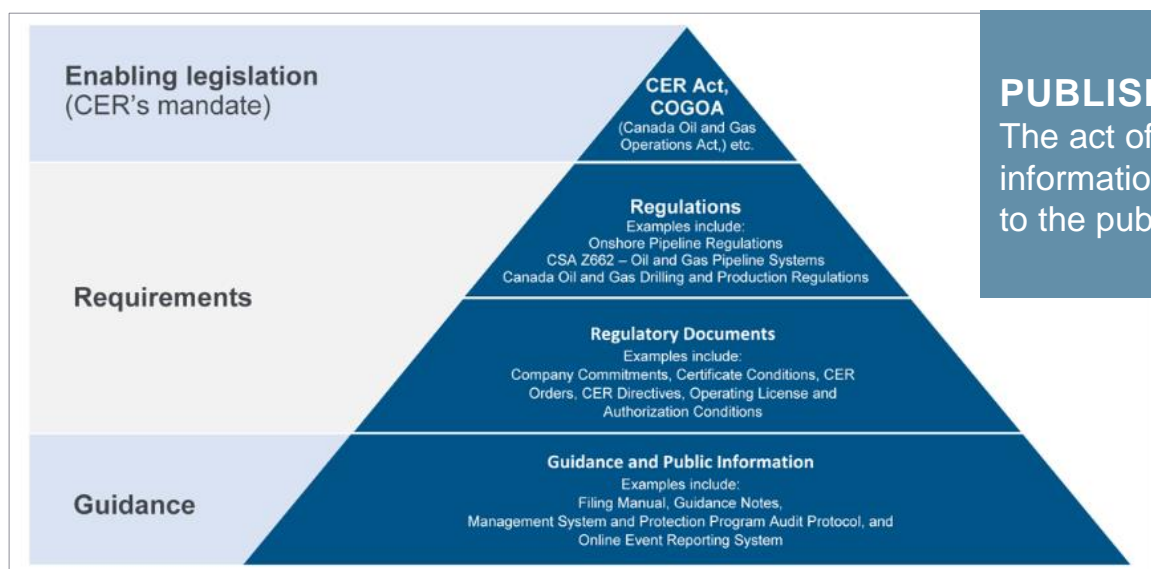 Enabling legislation
(CER's mandate)
CER Act,
COGOA
(Canada Oil and Gas
Operations Act,) etc.
Requirements
Regulations
Examples include:
Onshore Pipeline Regulations
CSA Z662 – Oil and Gas Pipeline Systems
Canada Oil and Gas Drilling and Production Regulations
Regulatory Documents
Examples include:
Company Commitments, Certificate Conditions, CER
Orders, CER Directives, Operating License and
Authorization Conditions
Guidance
Guidance and Public Information
Examples include:
Filing Manual, Guidance Notes,
Management System and Protection Program Audit Protocol, and
Online Event Reporting System
The act of
to the